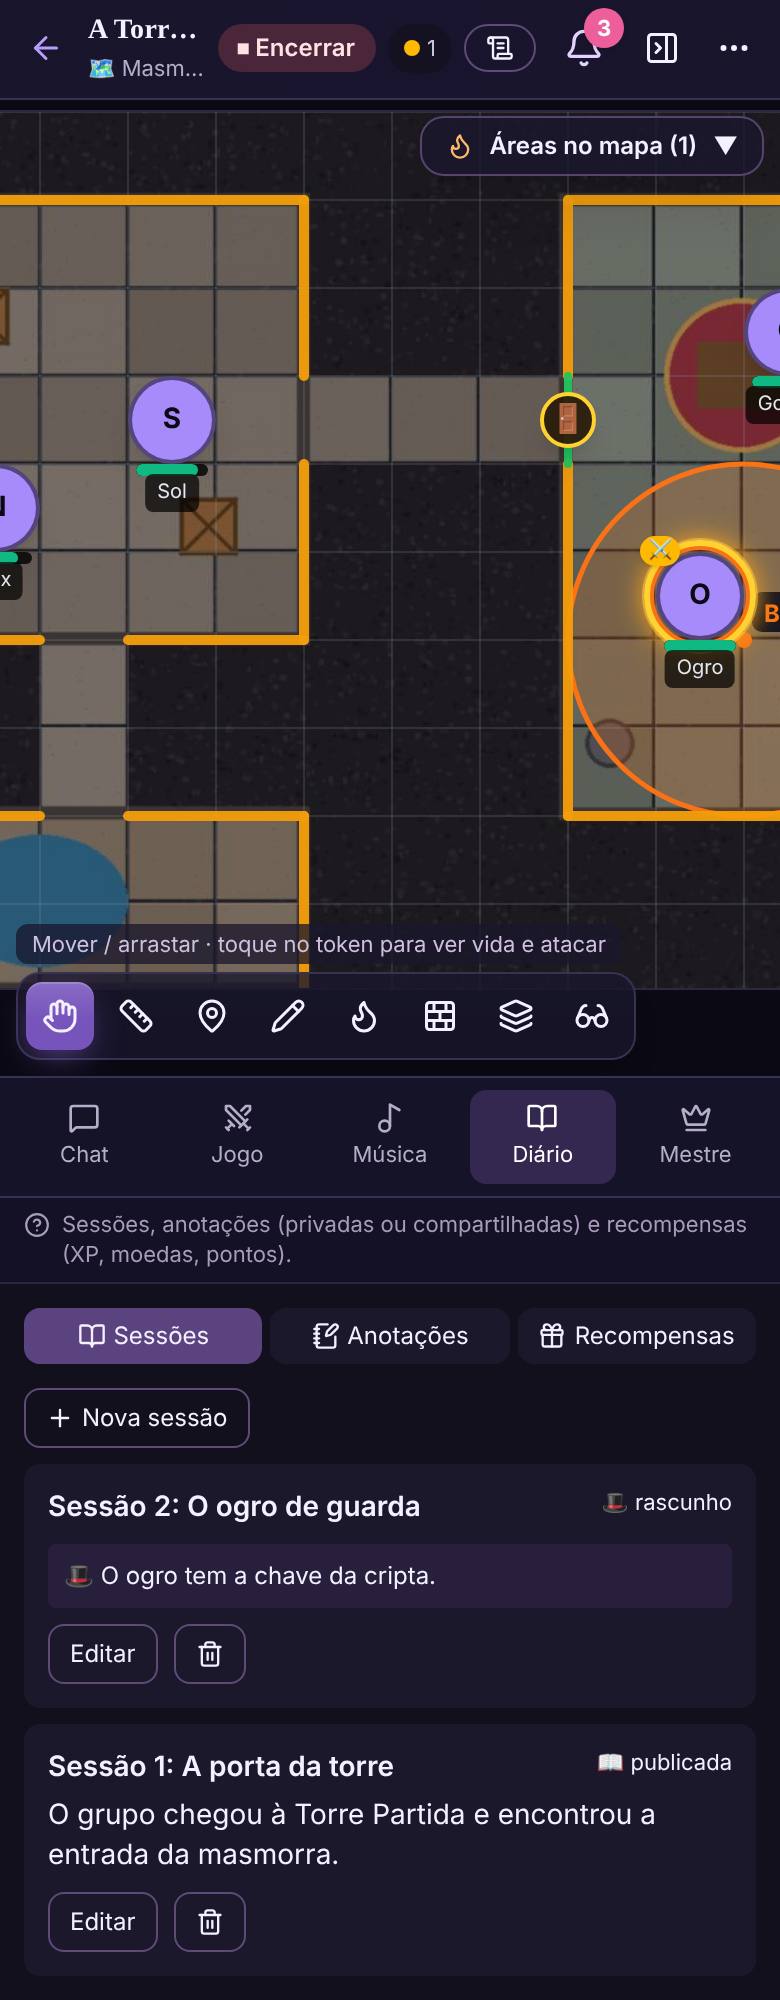 A Torr...
Masm...
Encerrar
1
3
Áreas no mapa (1) ▼
S
Sol
x
Go
O
B
Ogro
Mover / arrastar · toque no token para ver vida e atacar
Chat
Jogo
Música
Diário
Mestre
Sessões, anotações (privadas ou compartilhadas) e recompensas
(XP, moedas, pontos).
Sessões
Anotações
Recompensas
+ Nova sessão
Sessão 2: O ogro de guarda
rascunho
O ogro tem a chave da cripta.
Editar
Sessão 1: A porta da torre
publicada
O grupo chegou à Torre Partida e encontrou a
entrada da masmorra.
Editar